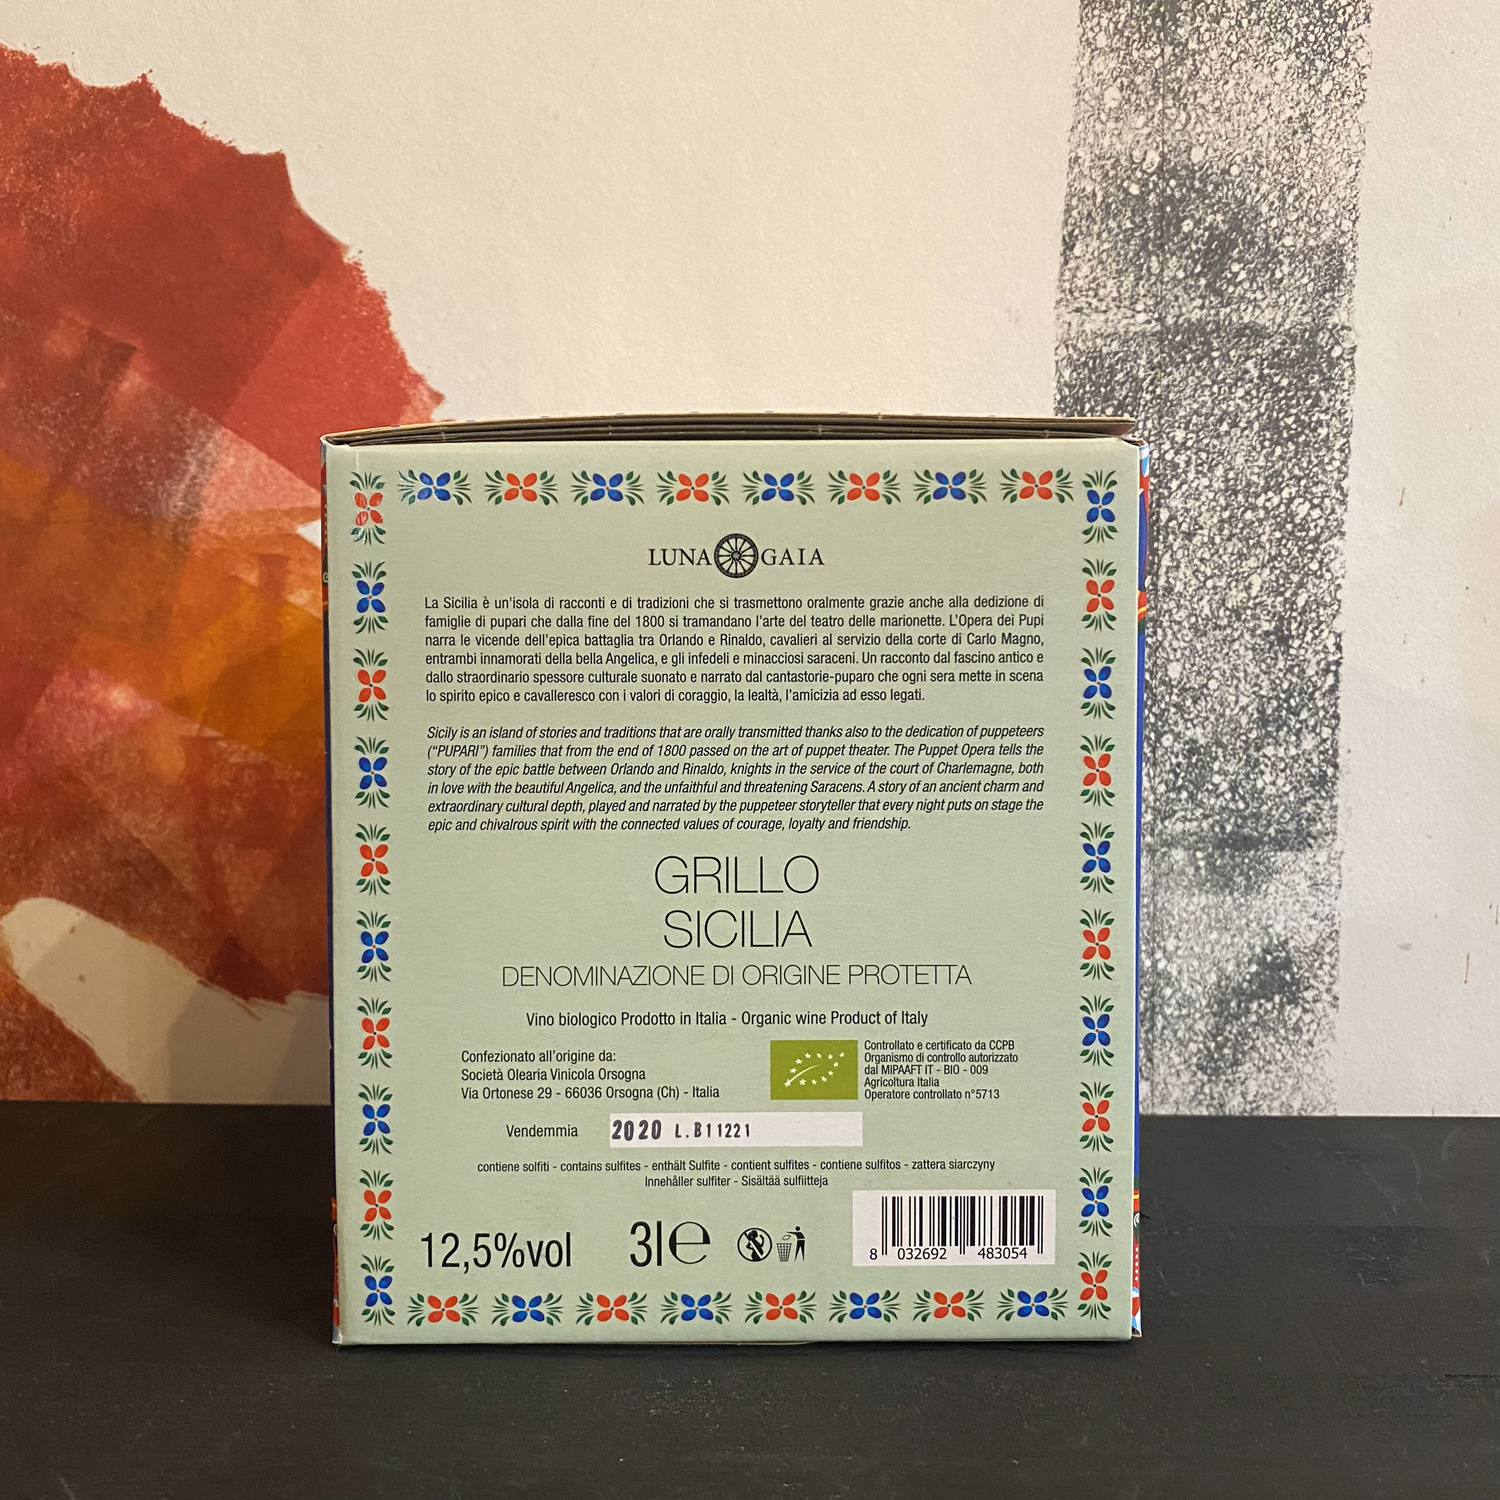 LUNA GAIA
La Sicilia è un'isola di racconti e di tradizioni che si trasmettono oralmente grazie anche alla dedizione di
famiglie di pupari che dalla fine del 1800 si tramandano l'arte del teatro delle marionette. L'Opera dei Pupi
narra le vicende dell'epica battaglia tra Orlando e Rinaldo, cavalieri al servizio della corte di Carlo Magno,
entrambi innamorati della bella Angelica, e gli infedeli e minacciosi saraceni. Un racconto dal fascino antico e
dallo straordinario spessore culturale suonato e narrato dal cantastorie-puparo che ogni sera mette in scena
lo spirito epico e cavalleresco con i valori di coraggio, la lealtà, l'amicizia ad esso legati.
Sicily is an island of stories and traditions that are orally transmitted thanks also to the dedication of puppeteers
("PUPARI") families that from the end of 1800 passed on the art of puppet theater. The Puppet Opera tells the
story of the epic battle between Orlando and Rinaldo, knights in the service of the court of Charlemagne, both
in love with the beautiful Angelica, and the unfaithful and threatening Saracens. A story of an ancient charm and
extraordinary cultural depth, played and narrated by the puppeteer storyteller that every night puts on stage the
epic and chivalrous spirit with the connected values of courage, loyalty and friendship.
GRILLO
SICILIA
DENOMINAZIONE DI ORIGINE PROTETTA
Vino biologico Prodotto in Italia - Organic wine Product of Italy
Confezionato all'origine da:
Società Olearia Vinicola Orsogna
Via Ortonese 29 - 66036 Orsogna (Ch) - Italia
Controllato e certificato da CCPB
Organismo di controllo autorizzato
dal MIPAAFT IT - BIO - 009
Agricoltura Italia
Operatore controllato n°5713
Vendemmia 2020 L.B11221
contiene solfiti - contains sulfites - enthält Sulfite - contient sulfites - contiene sulfitos - zattera siarczyny
Innehåller sulfiter - Sisältää sulfiitteja
12,5%vol 3l e
8 032692 483054